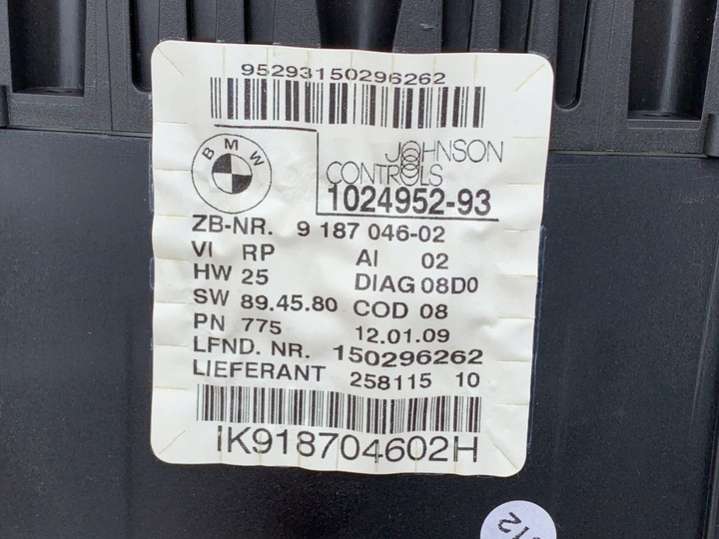 95293150296262
BMW
JOHNSON
CONTROLS
1024952-93
ZB-NR. 9 187 046-02
VI RP AI 02
HW 25 DIAG 08D0
SW 89.45.80 COD 08
PN 775 12.01.09
LFND. NR. 150296262
LIEFERANT 258115 10
IK918704602H